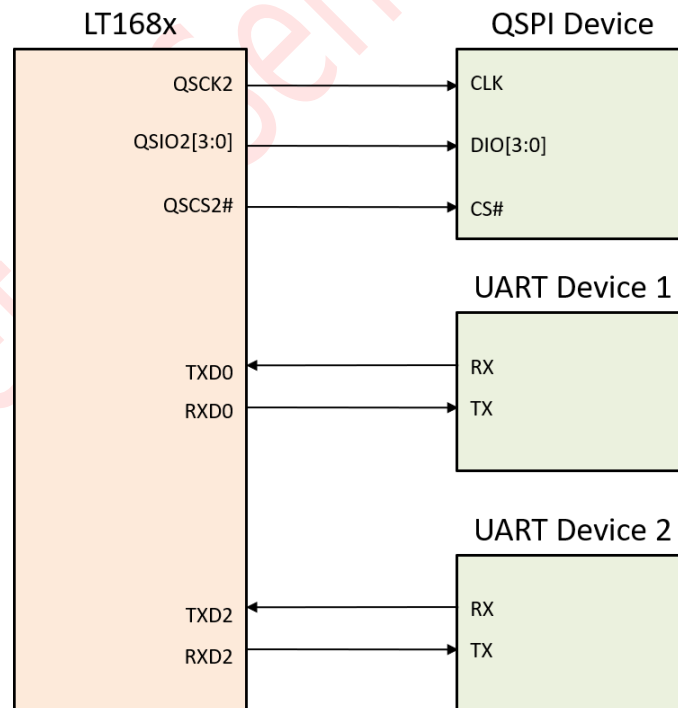 LT168x
QSPI Device
QSCK2
CLK
QSIO2[3:0]
DIO[3:0]
QSCS2#
CS#
UART Device 1
TXD0
RX
RXD0
TX
UART Device 2
TXD2
RX
RXD2
TX